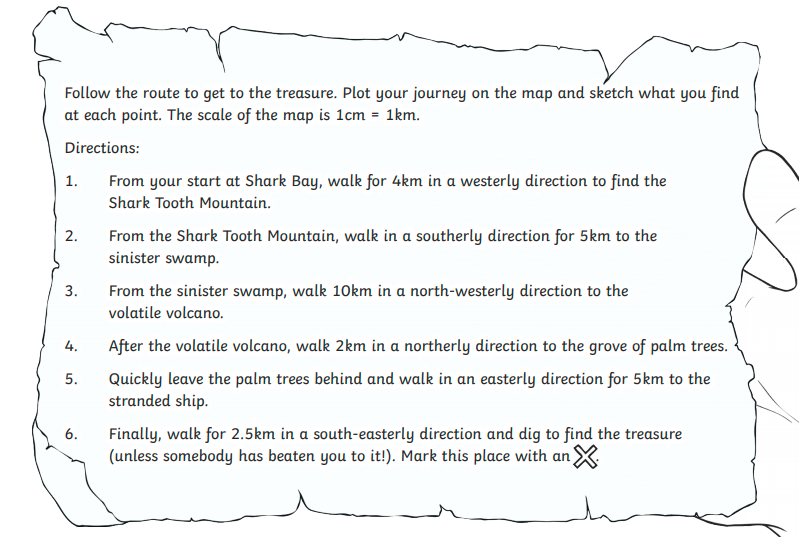 Follow the route to get to the treasure. Plot your journey on the map and sketch what you find
at each point. The scale of the map is 1cm = 1km.
Directions:
1. From your start at Shark Bay, walk for 4km in a westerly direction to find the
Shark Tooth Mountain.
2. From the Shark Tooth Mountain, walk in a southerly direction for 5km to the
sinister swamp.
3. From the sinister swamp, walk 10km in a north-westerly direction to the
volatile volcano.
4. After the volatile volcano, walk 2km in a northerly direction to the grove of palm trees.
5. Quickly leave the palm trees behind and walk in an easterly direction for 5km to the
stranded ship.
6. Finally, walk for 2.5km in a south-easterly direction and dig to find the treasure
(unless somebody has beaten you to it!). Mark this place with an X.